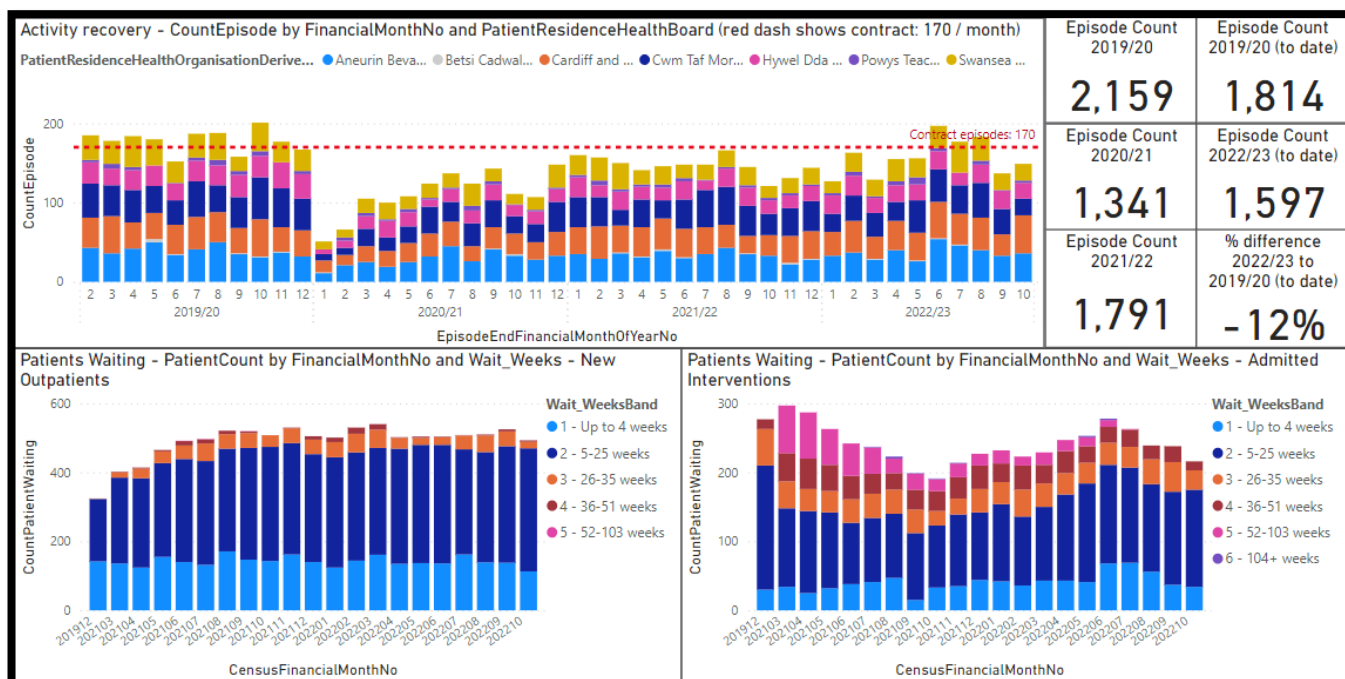 Activity recovery - CountEpisode by FinancialMonthNo and PatientResidenceHealthBoard (red dash shows contract: 170 / month)
PatientResidenceHealthOrganisationDerive... Aneurin Beva... Betsi Cadwal... Cardiff and ... Cwm Taf Mor... Hywel Dda ... Powys Teac... Swansea ...
CountEpisode
200
100
0
Contract episodes: 170
2 3 4 5 6 7 8 9 10 11 12 1 2 3 4 5 6 7 8 9 10 11 12 1 2 3 4 5 6 7 8 9 10 11 12 1 2 3 4 5 6 7 8 9 10
2019/20 2020/21 2021/22 2022/23
EpisodeEndFinancialMonthOfYearNo
Episode Count
2019/20
2,159
Episode Count
2019/20 (to date)
1,814
Episode Count
2020/21
1,341
Episode Count
2022/23 (to date)
1,597
Episode Count
2021/22
1,791
% difference
2022/23 to
2019/20 (to date)
-12%
Patients Waiting - PatientCount by FinancialMonthNo and Wait_Weeks - New
Outpatients
CountPatientWaiting
600
400
200
0
201912 202103 202104 202105 202106 202107 202108 202109 202110 202111 202112 202201 202202 202203 202204 202205 202206 202207 202208 202209 202210
CensusFinancialMonthNo
Wait_WeeksBand
1 - Up to 4 weeks
2 - 5-25 weeks
3 - 26-35 weeks
4 - 36-51 weeks
5 - 52-103 weeks
Patients Waiting - PatientCount by FinancialMonthNo and Wait_Weeks - Admitted
Interventions
CountPatientWaiting
300
200
100
0
201912 202103 202104 202105 202106 202107 202108 202109 202110 202111 202112 202201 202202 202203 202204 202205 202206 202207 202208 202209 202210
CensusFinancialMonthNo
Wait_WeeksBand
1 - Up to 4 weeks
2 - 5-25 weeks
3 - 26-35 weeks
4 - 36-51 weeks
5 - 52-103 weeks
6 - 104+ weeks